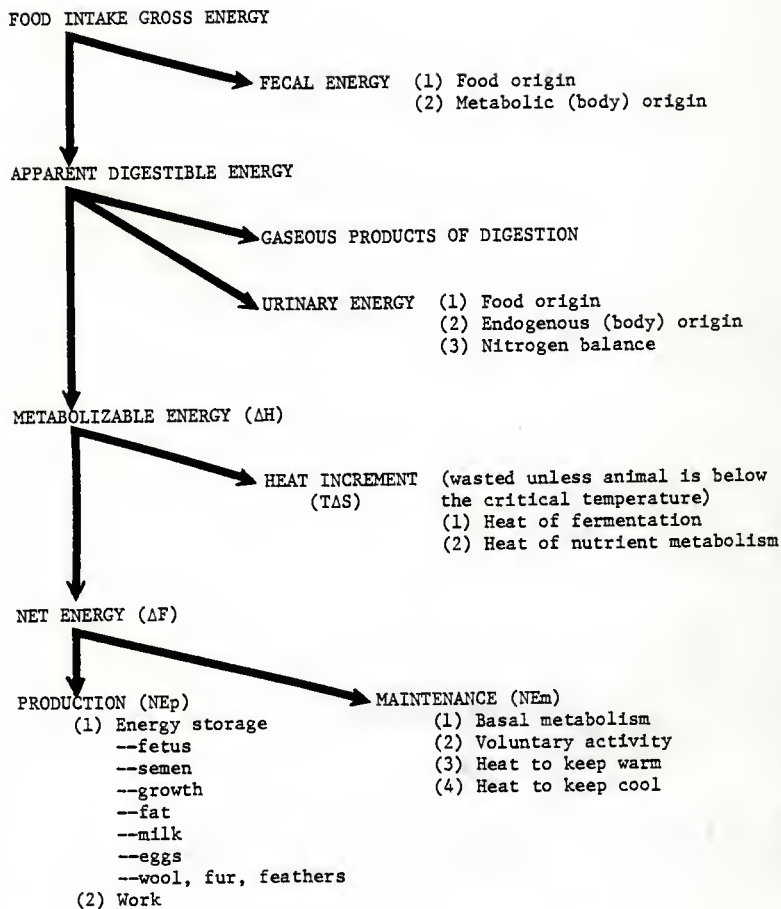 FOOD INTAKE GROSS ENERGY
FECAL ENERGY (1) Food origin
(2) Metabolic (body) origin
APPARENT DIGESTIBLE ENERGY
GASEOUS PRODUCTS OF DIGESTION
URINARY ENERGY (1) Food origin
(2) Endogenous (body) origin
(3) Nitrogen balance
METABOLIZABLE ENERGY (ΔH)
HEAT INCREMENT (wasted unless animal is below
(TΔS) the critical temperature)
(1) Heat of fermentation
(2) Heat of nutrient metabolism
NET ENERGY (ΔF)
PRODUCTION (NEp)
(1) Energy storage
--fetus
--semen
--growth
--fat
--milk
--eggs
--wool, fur, feathers
(2) Work
MAINTENANCE (NEm)
(1) Basal metabolism
(2) Voluntary activity
(3) Heat to keep warm
(4) Heat to keep cool